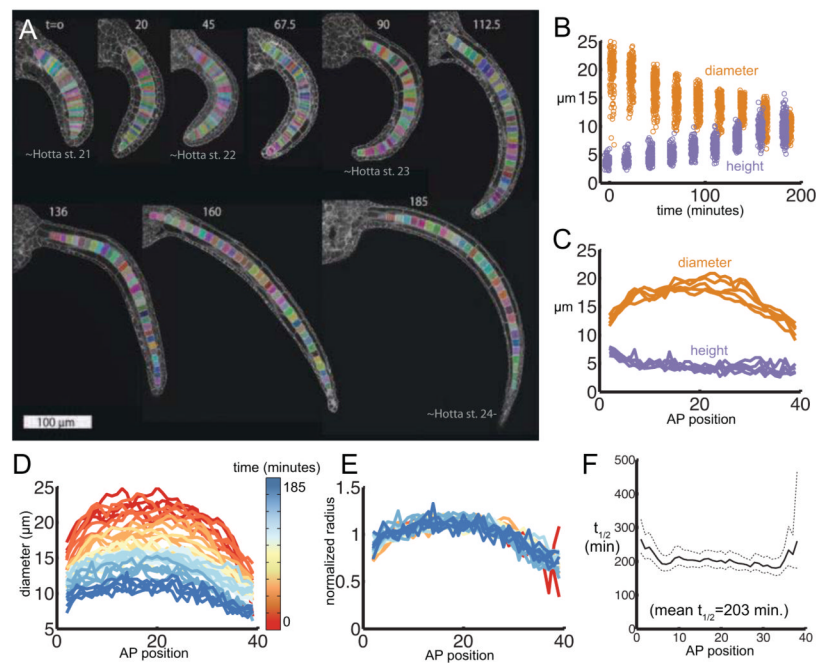 A
t=o
20
45
67.5
90
112.5
~Hotta st. 21
~Hotta st. 22
~Hotta st. 23
136
160
185
100 µm
~Hotta st. 24-
B
25
20
µm
15
10
5
0
diameter
height
0
100
200
time (minutes)
C
25
20
µm
15
10
5
0
diameter
height
0
20
40
AP position
D
time (minutes)
185
0
25
20
15
10
5
diameter (µm)
0
20
40
AP position
E
1.5
1
0.5
0
normalized radius
0
20
40
AP position
F
500
400
300
200
100
0
t1/2
(min)
(mean t1/2=203 min.)
0
10
20
30
40
AP position